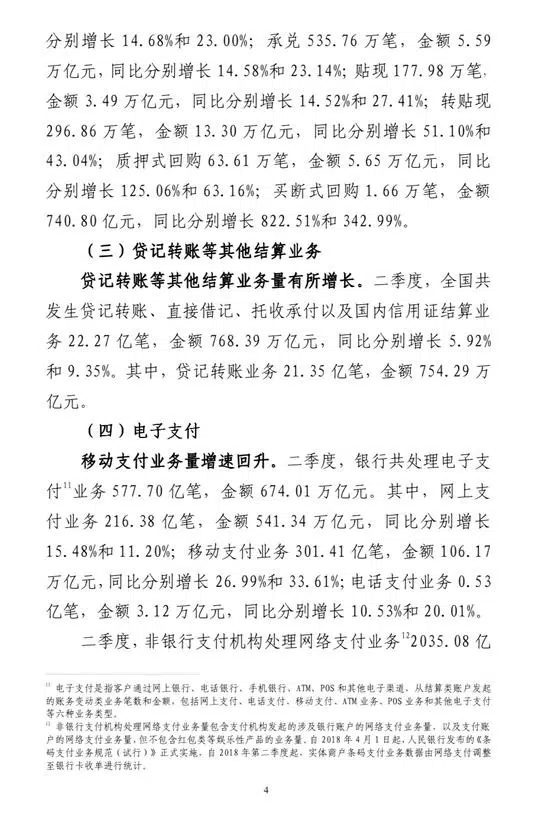 分别增长 14.68%和 23.00%；承兑 535.76 万笔，金额 5.59
万亿元，同比分别增长 14.58%和 23.14%；贴现 177.98 万笔，
金额 3.49 万亿元，同比分别增长 14.52%和 27.41%；转贴现
296.86 万笔，金额 13.30 万亿元，同比分别增长 51.10%和
43.04%；质押式回购 63.61 万笔，金额 5.65 万亿元，同比
分别增长 125.06%和 63.16%；买断式回购 1.66 万笔，金额
740.80 亿元，同比分别增长 822.51%和 342.99%。
（三）贷记转账等其他结算业务
贷记转账等其他结算业务量有所增长。二季度，全国共
发生贷记转账、直接借记、托收承付以及国内信用证结算业
务 22.27 亿笔，金额 768.39 万亿元，同比分别增长 5.92%
和 9.35%。其中，贷记转账业务 21.35 亿笔，金额 754.29 万
亿元。
（四）电子支付
移动支付业务量增速回升。二季度，银行共处理电子支
付11业务 577.70 亿笔，金额 674.01 万亿元。其中，网上支
付业务 216.38 亿笔，金额 541.34 万亿元，同比分别增长
15.48%和 11.20%；移动支付业务 301.41 亿笔，金额 106.17
万亿元，同比分别增长 26.99%和 33.61%；电话支付业务 0.53
亿笔，金额 3.12 万亿元，同比分别增长 10.53%和 20.01%。
二季度，非银行支付机构处理网络支付业务122035.08 亿
电子支付是指客户通过网上银行、电话银行、手机银行、ATM、POS 和其他电子渠道，从结算类账户发起
的账务变动类业务笔数和金额，包括网上支付、电话支付、移动支付、ATM 业务、POS 业务和其他电子支付
等六种业务类型。
非银行支付机构处理网络支付业务量包含支付机构发起的涉及银行账户的网络支付业务量，以及支付账
户的网络支付业务量，但不包含红包类等娱乐性产品的业务量。自 2018 年 4 月 1 日起，人民银行发布的《条
码支付业务规范（试行）》正式实施，自 2018 年第二季度起，实体商户条码支付业务数据由网络支付调整
至银行卡收单进行统计。
4